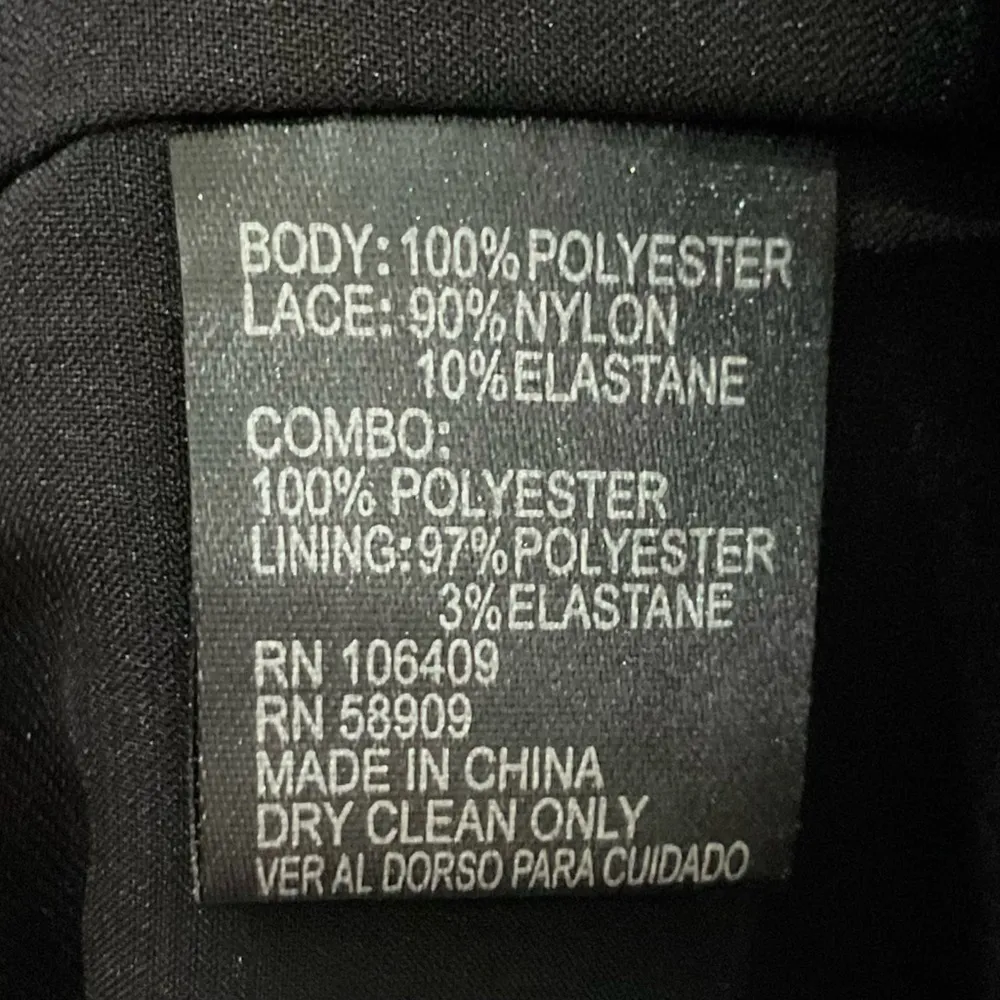 BODY: 100% POLYESTER
LACE: 90% NYLON
10% ELASTANE
COMBO:
100% POLYESTER
LINING: 97% POLYESTER
3% ELASTANE
RN 106409
RN 58909
MADE IN CHINA
DRY CLEAN ONLY
VER AL DORSO PARA CUIDADO